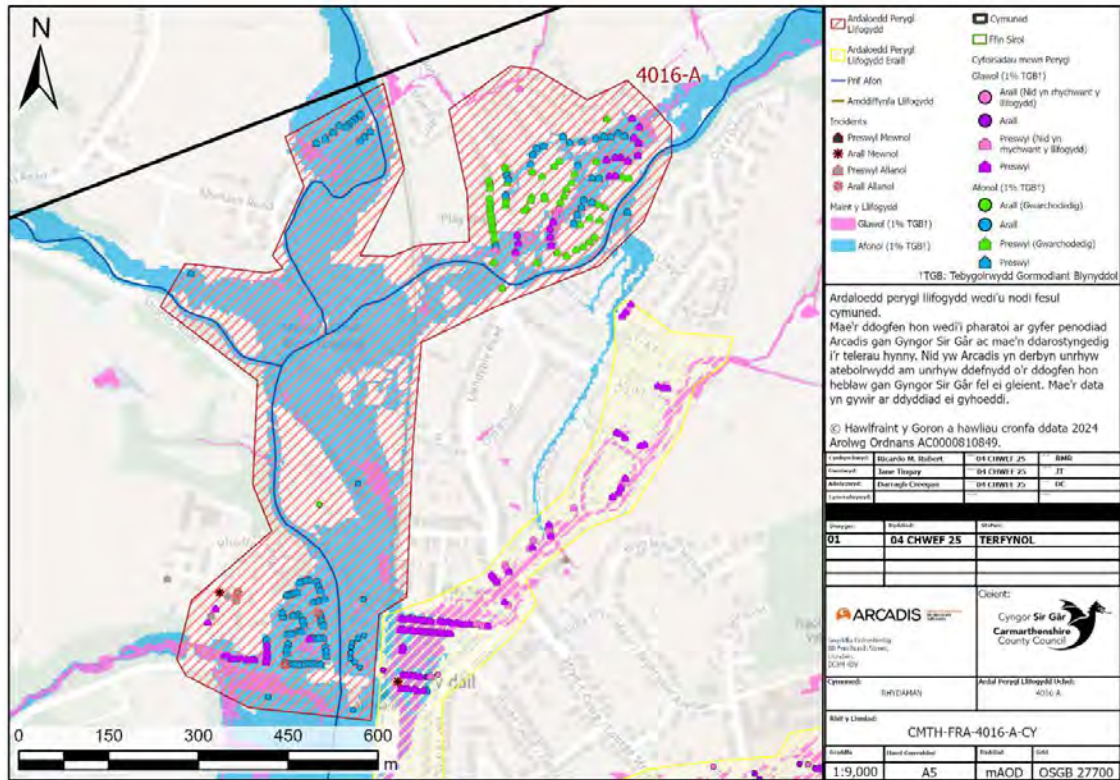 N
4016-A
0 150 300 450 600
m
Ardaloedd Perygl
Llifogydd
Ardaloedd Perygl
Llifogydd Eraill
Prif Afon
Amddiffynfa Llifogydd
Incidents
Preswyl Mewnol
Arall Mewnol
Preswyl Allanol
Arall Allanol
Maint y Llifogydd
Glawol (1% TGB†)
Afonol (1% TGB†)
Cymuned
Ffin Sirol
Glawol (1% TGB†)
Arall (Nid yn rhychwant y
llifogydd)
Arall
Preswyl (Nid yn
rhychwant y llifogydd)
Preswyl
Afonol (1% TGB†)
Arall (Gwarchodedig)
Arall
Preswyl (Gwarchodedig)
Preswyl
†TGB: Tebygolrwydd Gormodiant Blynyddol
Ardaloedd perygl llifogydd wedi'u nodi fesul
cymuned.
Mae'r ddogfen hon wedi'i pharatoi ar gyfer penodiad
Arcadis gan Gyngor Sir Gâr ac mae'n ddarostyngedig
i'r telerau hynny. Nid yw Arcadis yn derbyn unrhyw
atebolrwydd am unrhyw ddefnydd o'r ddogfen hon
heblaw gan Gyngor Sir Gâr fel ei gleient. Mae'r data
yn gywir ar ddyddiad ei gyhoeddi.
© Hawlfraint y Goron a hawliau cronfa ddata 2024
Arolwg Ordnans AC0000810849.
Ricardo M. Rubert 04 CHWEF 25 RMR
Jane Tingay 04 CHWEF 25 JT
Darragh Creegan 04 CHWEF 25 DC
01 04 CHWEF 25 TERFYNOL
ARCADIS
Cleient:
Cyngor Sir Gâr
Carmarthenshire
County Council
Cymuned:
RHYDAMAN
Ardal Perygl Llifogydd Uchel:
4016-A
CMTH-FRA-4016-A-CY
1:9,000 A5 mAOD OSGB 27700